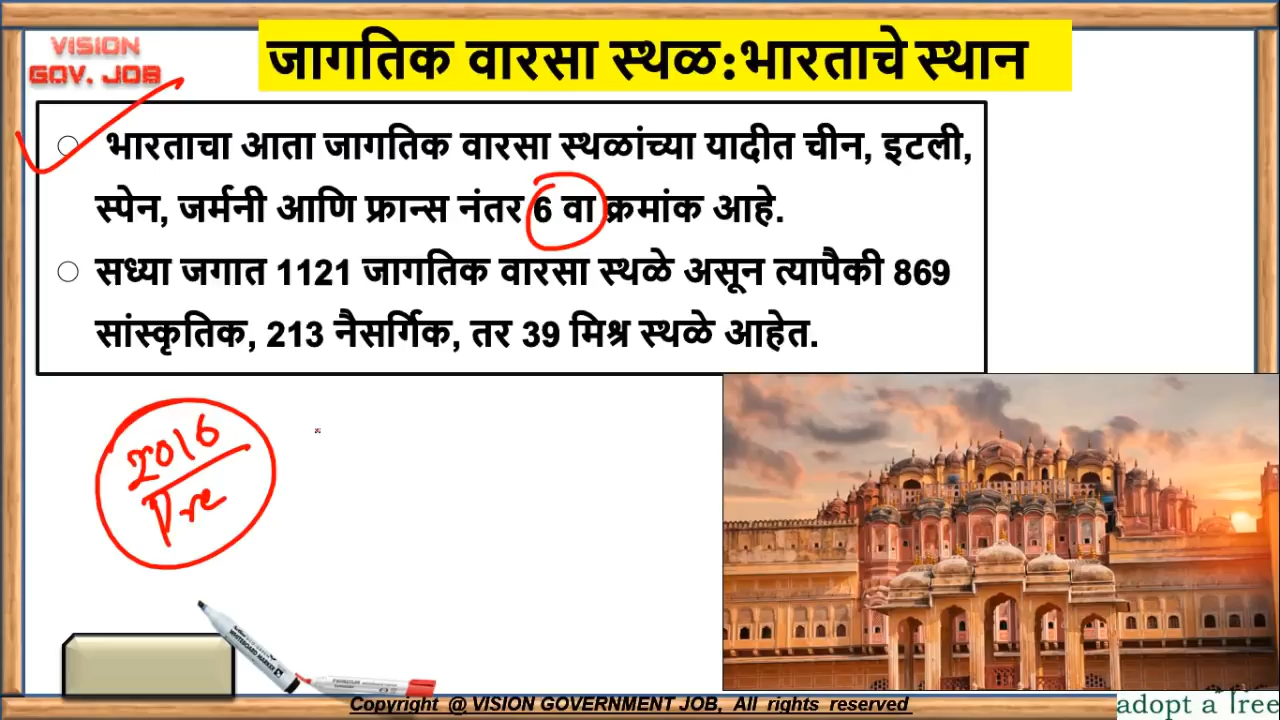 VISION
GOV. JOB
जागतिक वारसा स्थळ:भारताचे स्थान
भारताचा आता जागतिक वारसा स्थळांच्या यादीत चीन, इटली,
स्पेन, जर्मनी आणि फ्रान्स नंतर 6 वा क्रमांक आहे.
सध्या जगात 1121 जागतिक वारसा स्थळे असून त्यापैकी 869
सांस्कृतिक, 213 नैसर्गिक, तर 39 मिश्र स्थळे आहेत.
2016
Pre
WHITEBOARD MARKER
Copyright @ VISION GOVERNMENT JOB, All rights reserved
adopt a Tree